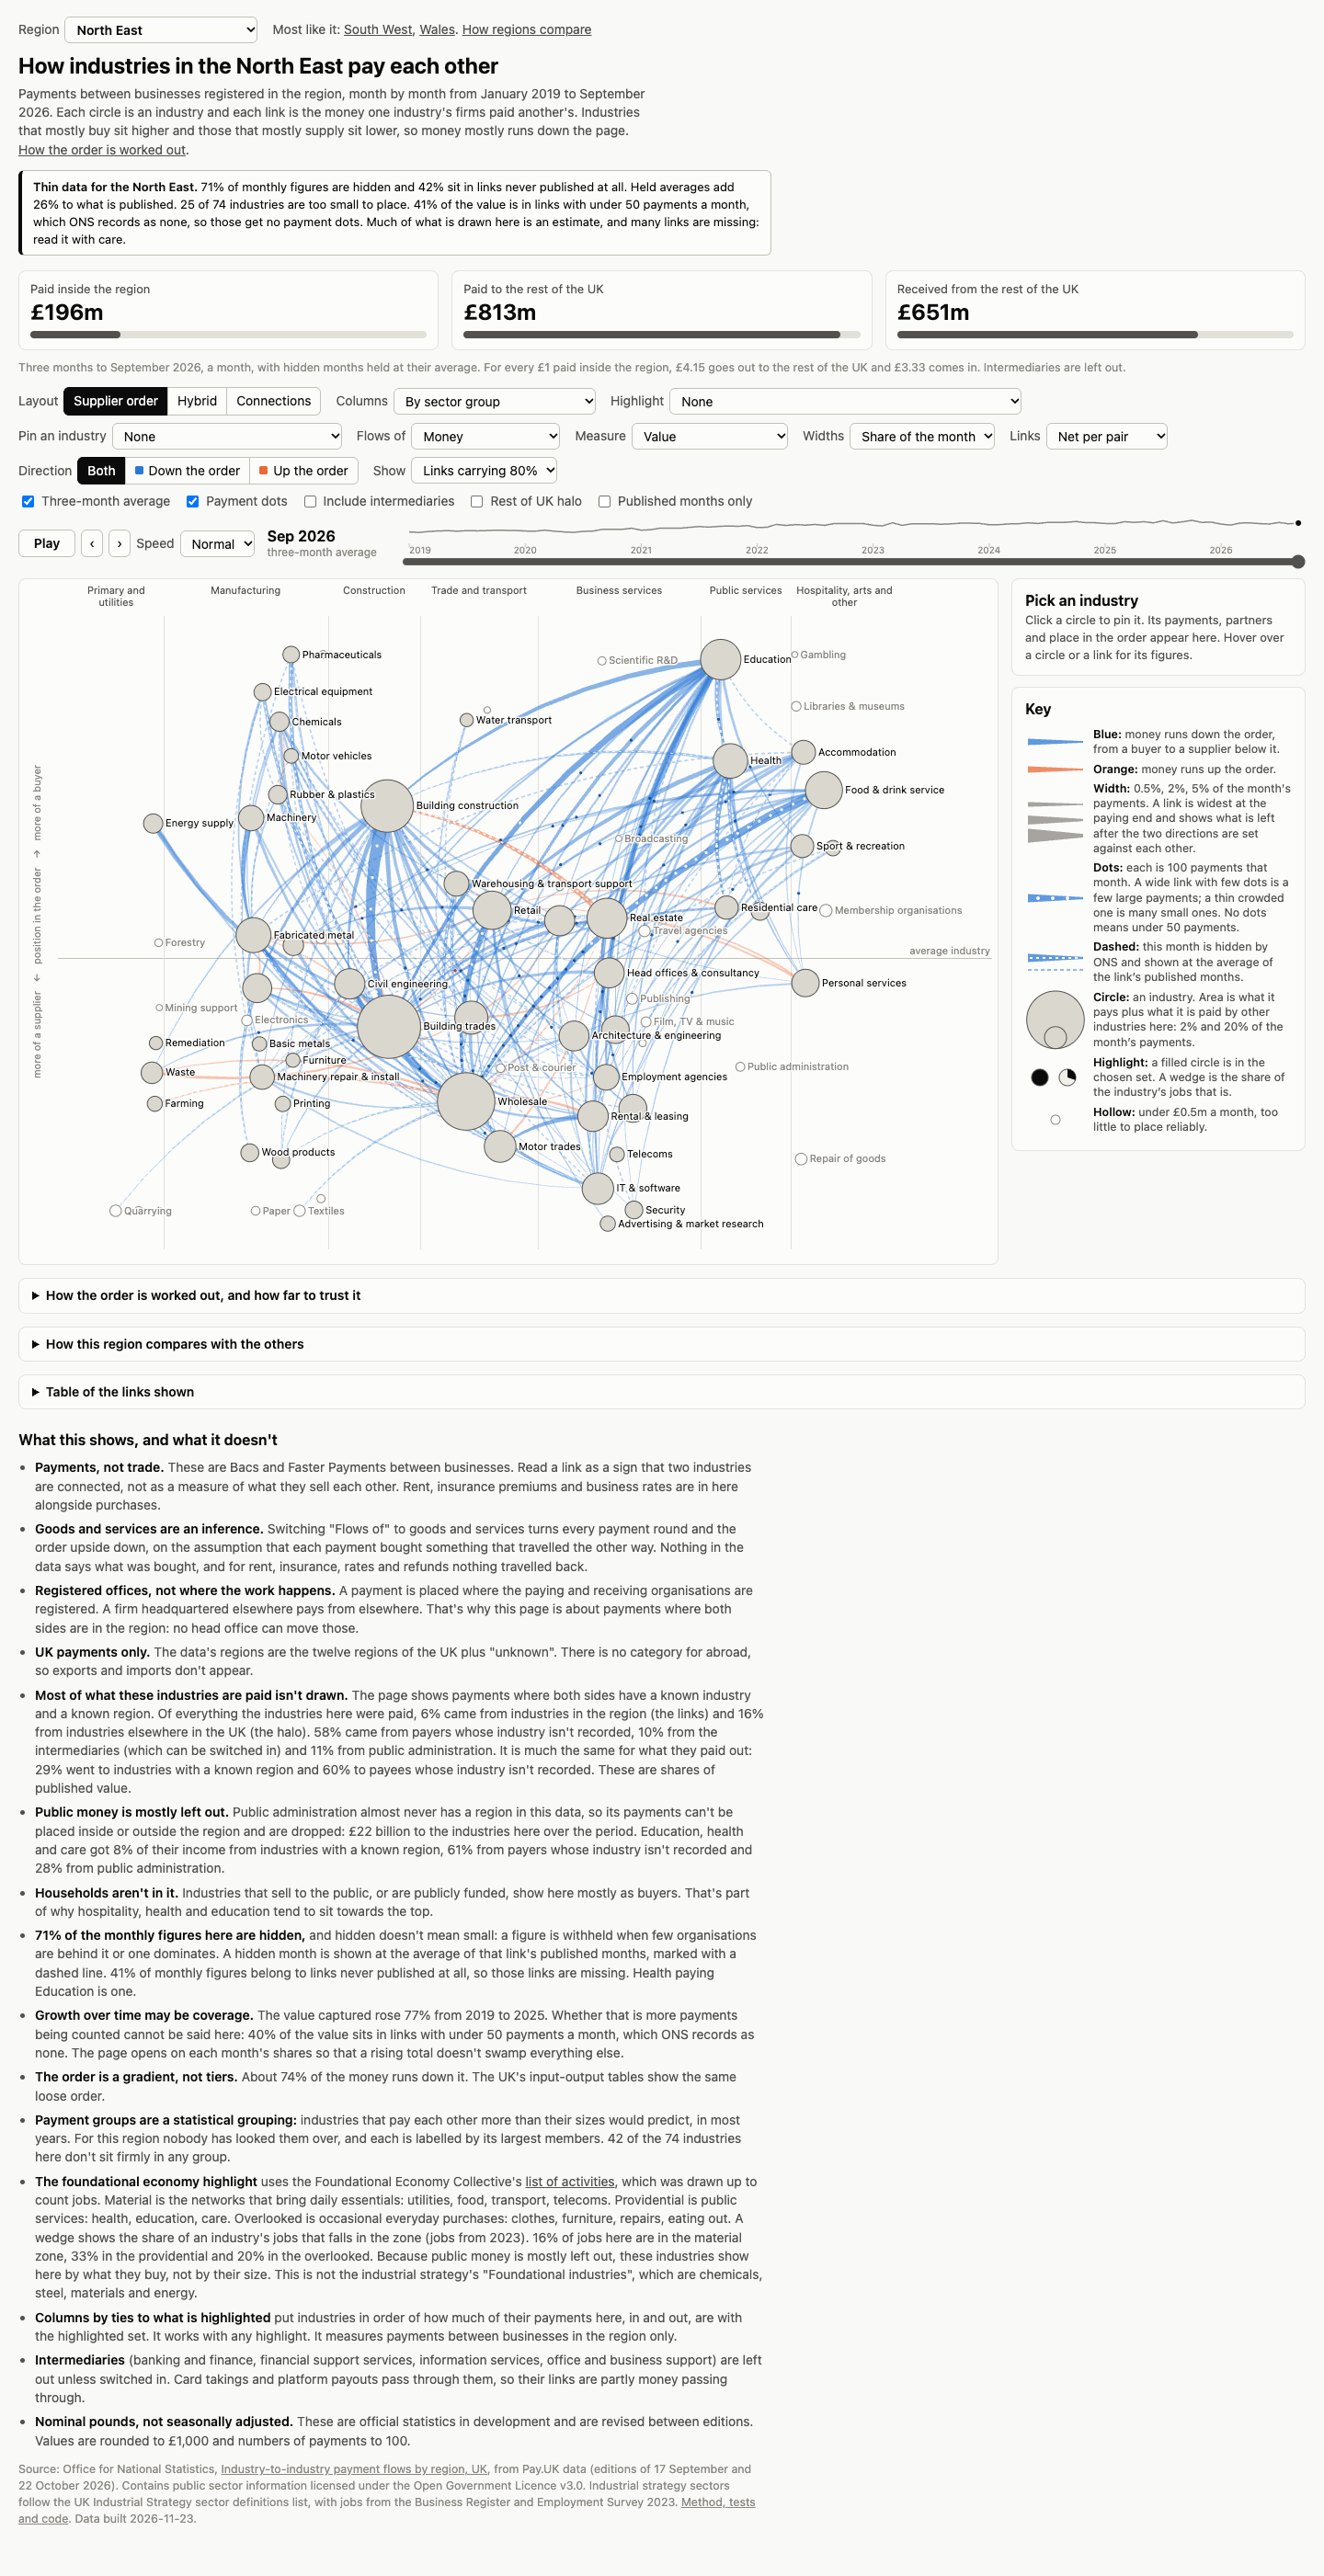 Region North East Most like it: South West, Wales. How regions compare
How industries in the North East pay each other
Payments between businesses registered in the region, month by month from January 2019 to September
2026. Each circle is an industry and each link is the money one industry's firms paid another's. Industries
that mostly buy sit higher and those that mostly supply sit lower, so money mostly runs down the page.
How the order is worked out.
Thin data for the North East. 71% of monthly figures are hidden and 42% sit in links never published at all. Held averages add
26% to what is published. 25 of 74 industries are too small to place. 41% of the value is in links with under 50 payments a month,
which ONS records as none, so those get no payment dots. Much of what is drawn here is an estimate, and many links are missing:
read it with care.
Paid inside the region
£196m
Paid to the rest of the UK
£813m
Received from the rest of the UK
£651m
Three months to September 2026, a month, with hidden months held at their average. For every £1 paid inside the region, £4.15 goes out to the rest of the UK and £3.33 comes in. Intermediaries are left out.
Layout Supplier order Hybrid Connections Columns By sector group Highlight None
Pin an industry None Flows of Money Measure Value Widths Share of the month Links Net per pair
Direction Both Down the order Up the order Show Links carrying 80%
Three-month average Payment dots Include intermediaries Rest of UK halo Published months only
Play ‹ › Speed Normal Sep 2026
three-month average
2019 2020 2021 2022 2023 2024 2025 2026
Primary and
utilities
Manufacturing
Construction
Trade and transport
Business services
Public services
Hospitality, arts and
other
more of a supplier ← position in the order → more of a buyer
Pharmaceuticals
Scientific R&D
Education
Gambling
Electrical equipment
Libraries & museums
Chemicals
Water transport
Motor vehicles
Health
Accommodation
Rubber & plastics
Building construction
Food & drink service
Energy supply
Machinery
Broadcasting
Sport & recreation
Warehousing & transport support
Retail
Real estate
Residential care
Membership organisations
Fabricated metal
Travel agencies
Forestry
average industry
Civil engineering
Head offices & consultancy
Personal services
Mining support
Electronics
Building trades
Publishing
Film, TV & music
Architecture & engineering
Remediation
Basic metals
Furniture
Post & courier
Public administration
Waste
Machinery repair & install
Employment agencies
Farming
Printing
Wholesale
Rental & leasing
Wood products
Motor trades
Telecoms
Repair of goods
IT & software
Quarrying
Paper
Textiles
Security
Advertising & market research
Pick an industry
Click a circle to pin it. Its payments, partners
and place in the order appear here. Hover over
a circle or a link for its figures.
Key
Blue: money runs down the order,
from a buyer to a supplier below it.
Orange: money runs up the order.
Width: 0.5%, 2%, 5% of the month's
payments. A link is widest at the
paying end and shows what is left
after the two directions are set
against each other.
Dots: each is 100 payments that
month. A wide link with few dots is a
few large payments; a thin crowded
one is many small ones. No dots
means under 50 payments.
Dashed: this month is hidden by
ONS and shown at the average of
the link's published months.
Circle: an industry. Area is what it
pays plus what it is paid by other
industries here: 2% and 20% of the
month's payments.
Highlight: a filled circle is in the
chosen set. A wedge is the share of
the industry's jobs that is.
Hollow: under £0.5m a month, too
little to place reliably.
How the order is worked out, and how far to trust it
How this region compares with the others
Table of the links shown
What this shows, and what it doesn't
Payments, not trade. These are Bacs and Faster Payments between businesses. Read a link as a sign that two industries
are connected, not as a measure of what they sell each other. Rent, insurance premiums and business rates are in here
alongside purchases.
Goods and services are an inference. Switching "Flows of" to goods and services turns every payment round and the
order upside down, on the assumption that each payment bought something that travelled the other way. Nothing in the
data says what was bought, and for rent, insurance, rates and refunds nothing travelled back.
Registered offices, not where the work happens. A payment is placed where the paying and receiving organisations are
registered. A firm headquartered elsewhere pays from elsewhere. That's why this page is about payments where both
sides are in the region: no head office can move those.
UK payments only. The data's regions are the twelve regions of the UK plus "unknown". There is no category for abroad,
so exports and imports don't appear.
Most of what these industries are paid isn't drawn. The page shows payments where both sides have a known industry
and a known region. Of everything the industries here were paid, 6% came from industries in the region (the links) and 16%
from industries elsewhere in the UK (the halo). 58% came from payers whose industry isn't recorded, 10% from the
intermediaries (which can be switched in) and 11% from public administration. It is much the same for what they paid out:
29% went to industries with a known region and 60% to payees whose industry isn't recorded. These are shares of
published value.
Public money is mostly left out. Public administration almost never has a region in this data, so its payments can't be
placed inside or outside the region and are dropped: £22 billion to the industries here over the period. Education, health
and care got 8% of their income from industries with a known region, 61% from payers whose industry isn't recorded and
28% from public administration.
Households aren't in it. Industries that sell to the public, or are publicly funded, show here mostly as buyers. That's part
of why hospitality, health and education tend to sit towards the top.
71% of the monthly figures here are hidden, and hidden doesn't mean small: a figure is withheld when few organisations
are behind it or one dominates. A hidden month is shown at the average of that link's published months, marked with a
dashed line. 41% of monthly figures belong to links never published at all, so those links are missing. Health paying
Education is one.
Growth over time may be coverage. The value captured rose 77% from 2019 to 2025. Whether that is more payments
being counted cannot be said here: 40% of the value sits in links with under 50 payments a month, which ONS records as
none. The page opens on each month's shares so that a rising total doesn't swamp everything else.
The order is a gradient, not tiers. About 74% of the money runs down it. The UK's input-output tables show the same
loose order.
Payment groups are a statistical grouping: industries that pay each other more than their sizes would predict, in most
years. For this region nobody has looked them over, and each is labelled by its largest members. 42 of the 74 industries
here don't sit firmly in any group.
The foundational economy highlight uses the Foundational Economy Collective's list of activities, which was drawn up to
count jobs. Material is the networks that bring daily essentials: utilities, food, transport, telecoms. Providential is public
services: health, education, care. Overlooked is occasional everyday purchases: clothes, furniture, repairs, eating out. A
wedge shows the share of an industry's jobs that falls in the zone (jobs from 2023). 16% of jobs here are in the material
zone, 33% in the providential and 20% in the overlooked. Because public money is mostly left out, these industries show
here by what they buy, not by their size. This is not the industrial strategy's "Foundational industries", which are chemicals,
steel, materials and energy.
Columns by ties to what is highlighted put industries in order of how much of their payments here, in and out, are with
the highlighted set. It works with any highlight. It measures payments between businesses in the region only.
Intermediaries (banking and finance, financial support services, information services, office and business support) are left
out unless switched in. Card takings and platform payouts pass through them, so their links are partly money passing
through.
Nominal pounds, not seasonally adjusted. These are official statistics in development and are revised between editions.
Values are rounded to £1,000 and numbers of payments to 100.
Source: Office for National Statistics, Industry-to-industry payment flows by region, UK, from Pay.UK data (editions of 17 September and
22 October 2026). Contains public sector information licensed under the Open Government Licence v3.0. Industrial strategy sectors
follow the UK Industrial Strategy sector definitions list, with jobs from the Business Register and Employment Survey 2023. Method, tests
and code. Data built 2026-11-23.